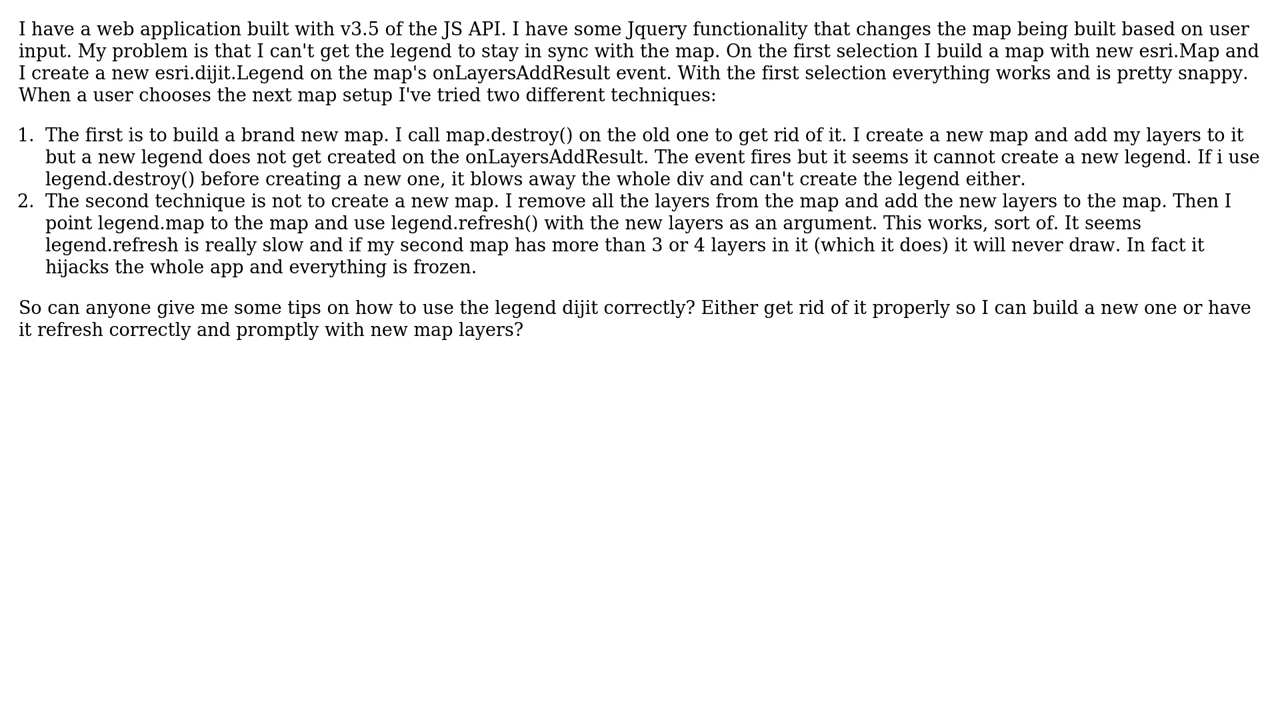 I have a web application built with v3.5 of the JS API. I have some Jquery functionality that changes the map being built based on user
input. My problem is that I can't get the legend to stay in sync with the map. On the first selection I build a map with new esri.Map and
I create a new esri.dijit.Legend on the map's onLayersAddResult event. With the first selection everything works and is pretty snappy.
When a user chooses the next map setup I've tried two different techniques:
1. The first is to build a brand new map. I call map.destroy() on the old one to get rid of it. I create a new map and add my layers to it
but a new legend does not get created on the onLayersAddResult. The event fires but it seems it cannot create a new legend. If i use
legend.destroy() before creating a new one, it blows away the whole div and can't create the legend either.
2. The second technique is not to create a new map. I remove all the layers from the map and add the new layers to the map. Then I
point legend.map to the map and use legend.refresh() with the new layers as an argument. This works, sort of. It seems
legend.refresh is really slow and if my second map has more than 3 or 4 layers in it (which it does) it will never draw. In fact it
hijacks the whole app and everything is frozen.
So can anyone give me some tips on how to use the legend dijit correctly? Either get rid of it properly so I can build a new one or have
it refresh correctly and promptly with new map layers?